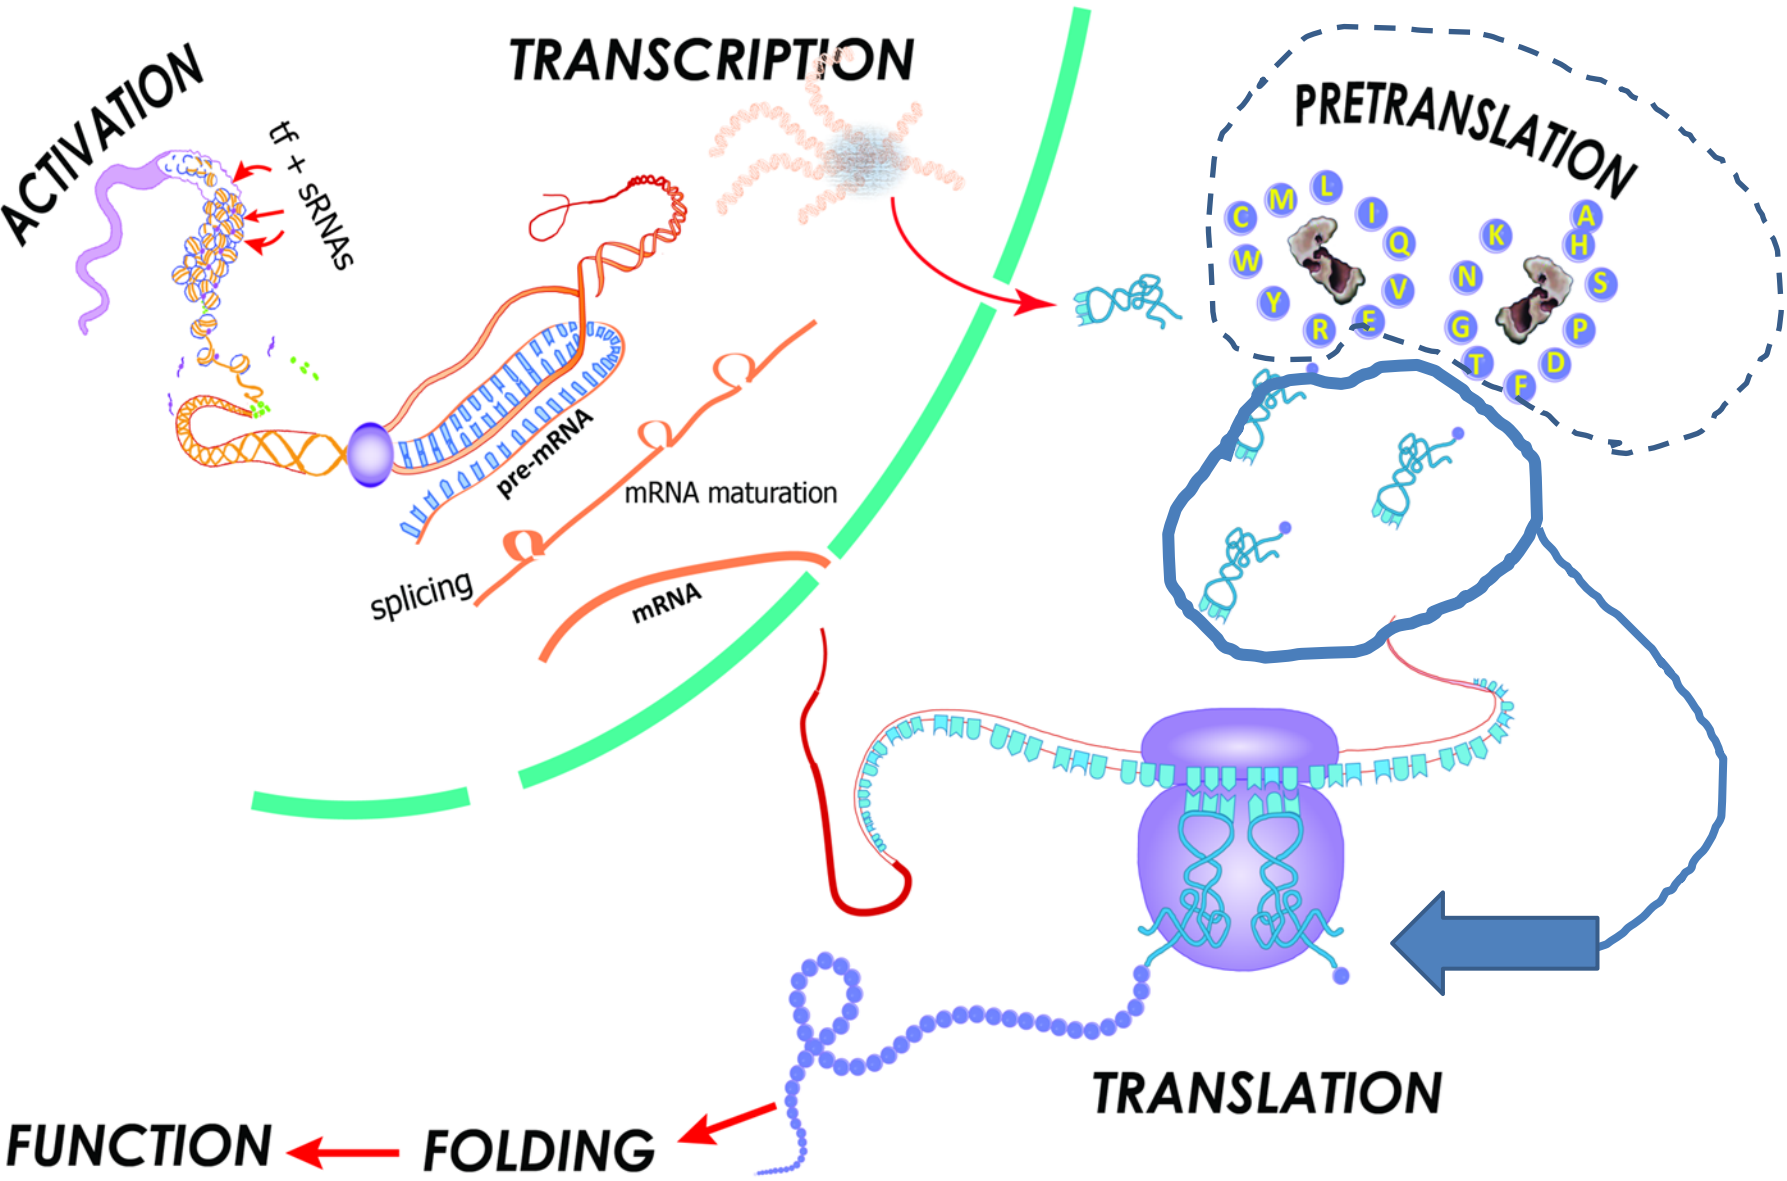 ACTIVATION
tf + sRNAs
TRANSCRIPTION
pre-mRNA
mRNA maturation
splicing
mRNA
PRETRANSLATION
C
M
L
I
Q
W
Y
R
E
V
K
N
G
T
F
D
P
S
H
A
TRANSLATION
FOLDING
FUNCTION